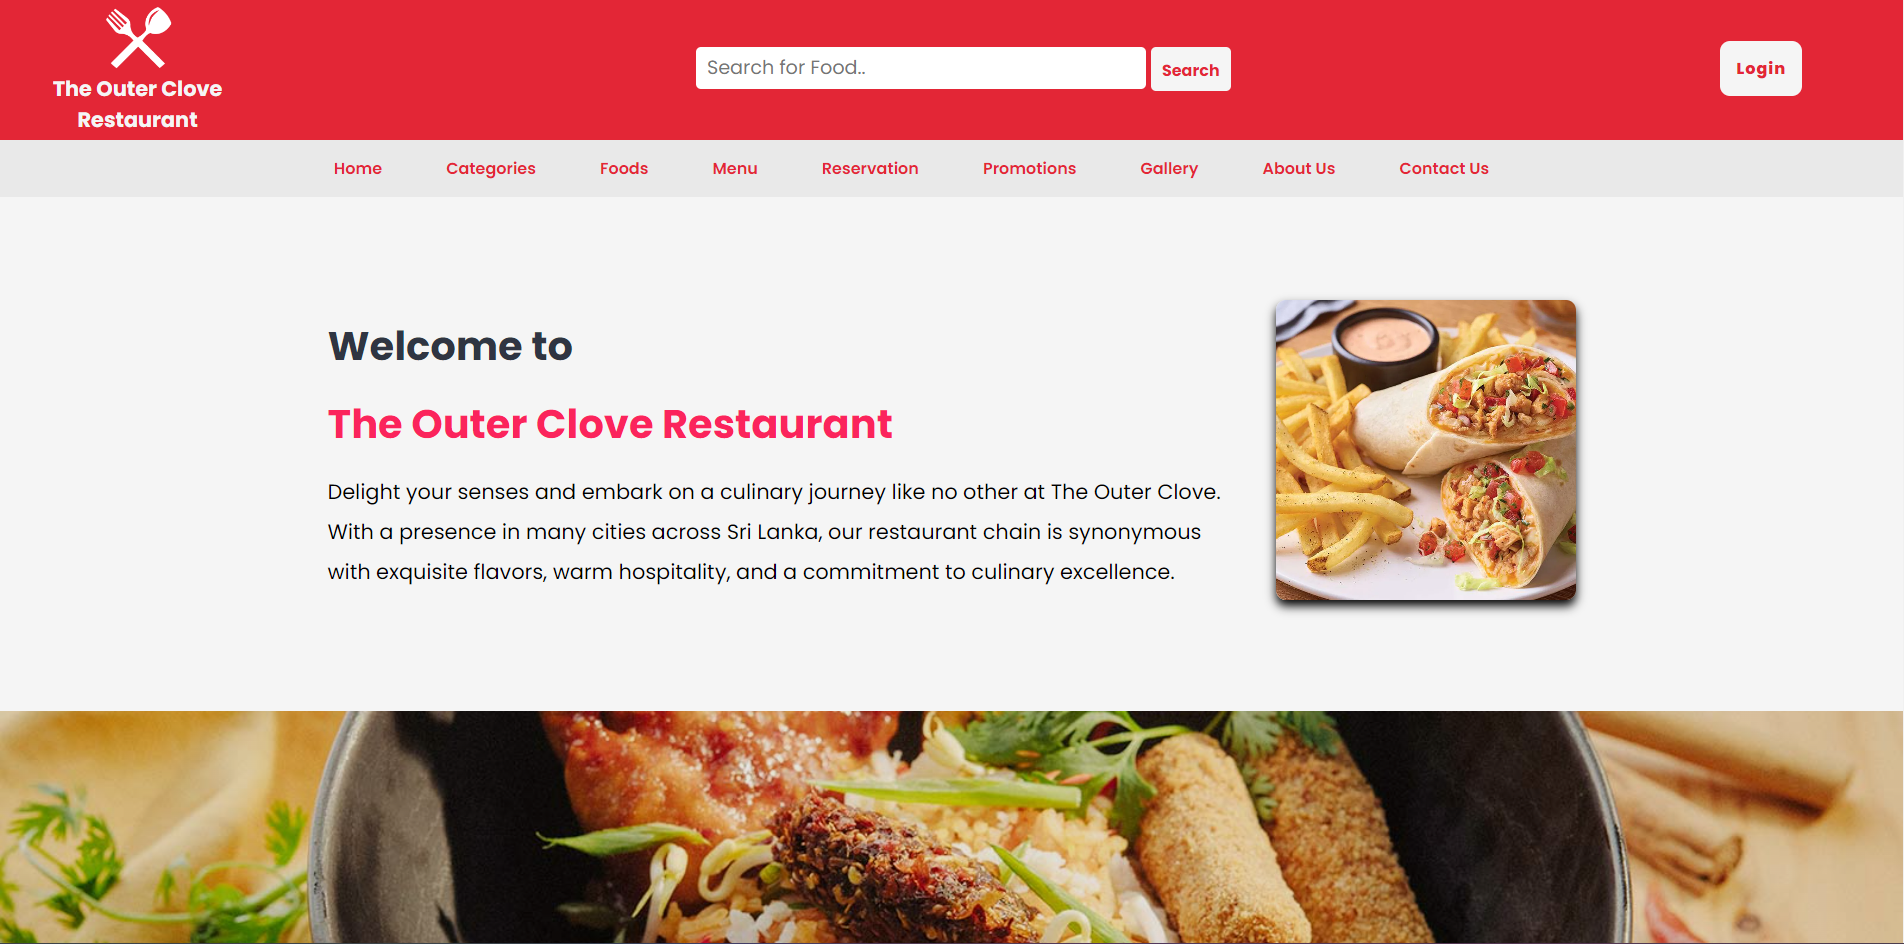 The Outer Clove
Restaurant
Search for Food..
Search
Login
Home
Categories
Foods
Menu
Reservation
Promotions
Gallery
About Us
Contact Us
Welcome to
The Outer Clove Restaurant
Delight your senses and embark on a culinary journey like no other at The Outer Clove.
With a presence in many cities across Sri Lanka, our restaurant chain is synonymous
with exquisite flavors, warm hospitality, and a commitment to culinary excellence.